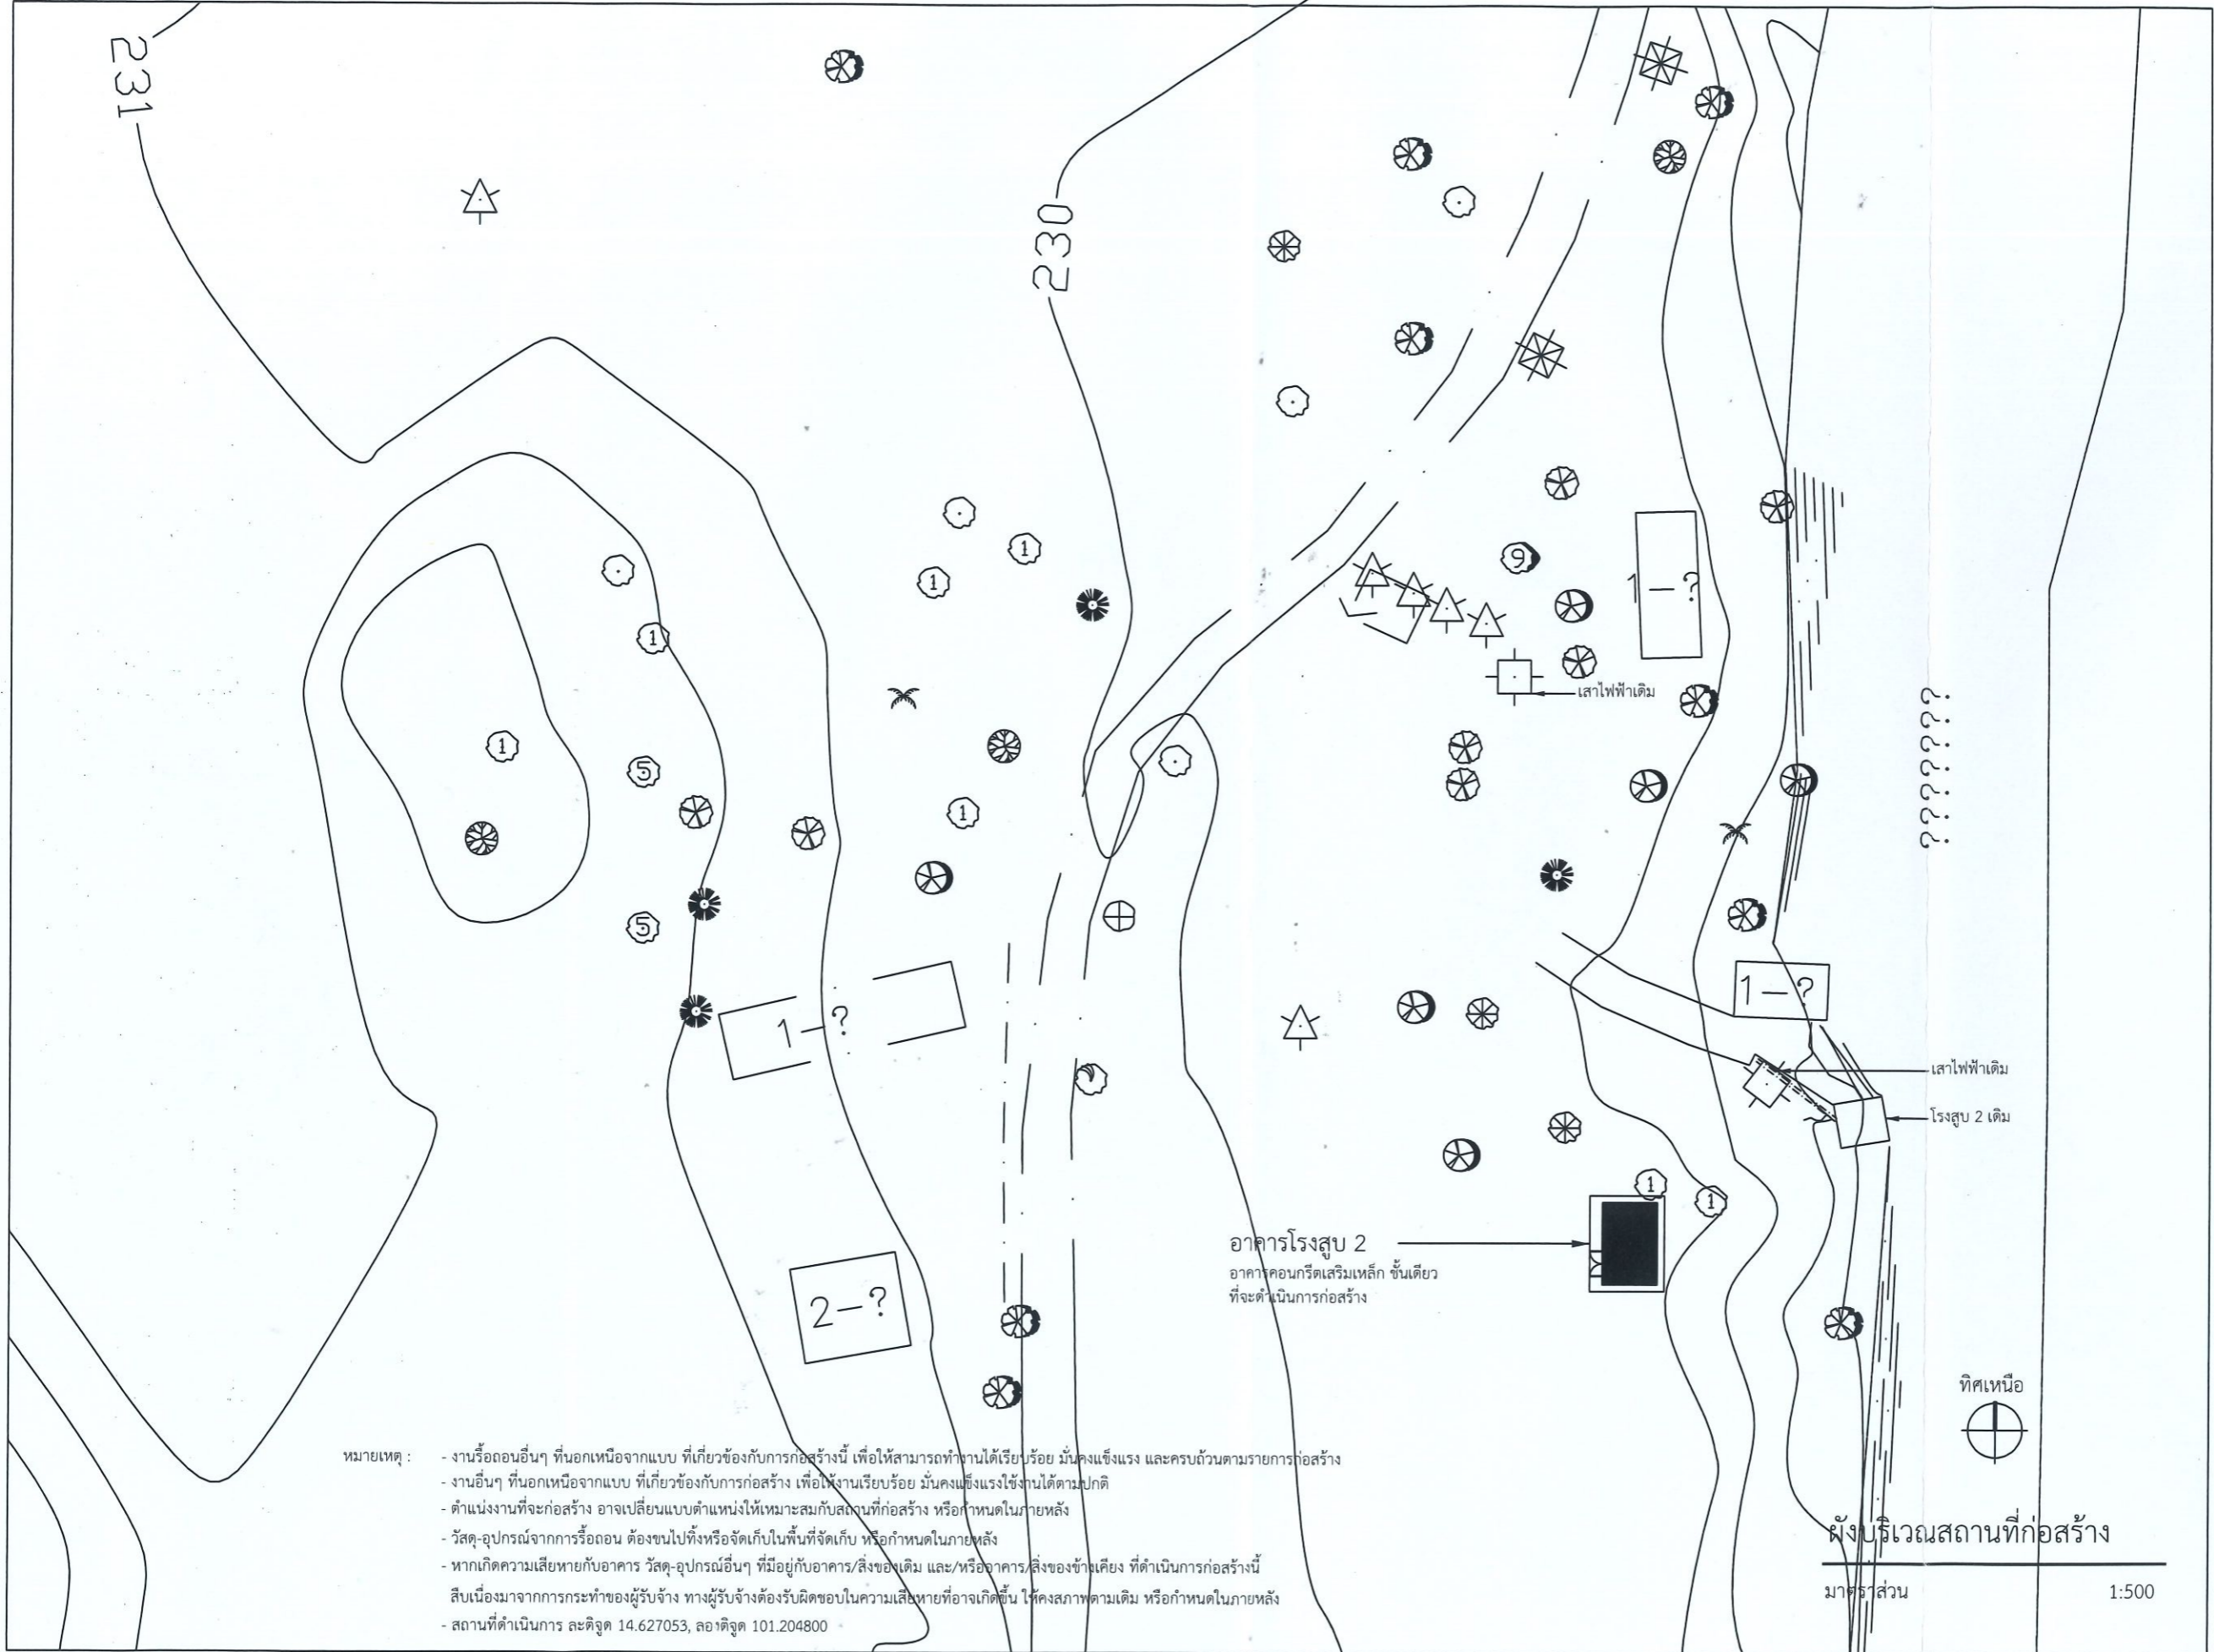 231
230
1
1
1
9
1-?
1
5
1
5
เสาไฟฟ้าเดิม
????????
1-?
1-?
เสาไฟฟ้าเดิม
โรงสูบ 2 เดิม
1
1
อาคารโรงสูบ 2
อาคารคอนกรีตเสริมเหล็ก ชั้นเดียว
ที่จะดำเนินการก่อสร้าง
2-?
ทิศเหนือ
หมายเหตุ : - งานรื้อถอนอื่นๆ ที่นอกเหนือจากแบบ ที่เกี่ยวข้องกับการก่อสร้างนี้ เพื่อให้สามารถทำงานได้เรียบร้อย มั่นคงแข็งแรง และครบถ้วนตามรายการก่อสร้าง
- งานอื่นๆ ที่นอกเหนือจากแบบ ที่เกี่ยวข้องกับการก่อสร้าง เพื่อให้งานเรียบร้อย มั่นคงแข็งแรงใช้งานได้ตามปกติ
- ตำแน่งงานที่จะก่อสร้าง อาจเปลี่ยนแบบตำแหน่งให้เหมาะสมกับสถานที่ก่อสร้าง หรือกำหนดในภายหลัง
- วัสดุ-อุปกรณ์จากการรื้อถอน ต้องขนไปทิ้งหรือจัดเก็บในพื้นที่จัดเก็บ หรือกำหนดในภายหลัง
- หากเกิดความเสียหายกับอาคาร วัสดุ-อุปกรณ์อื่นๆ ที่มีอยู่กับอาคาร/สิ่งของเดิม และ/หรืออาคาร/สิ่งของข้างเคียง ที่ดำเนินการก่อสร้างนี้
สืบเนื่องมาจากการกระทำของผู้รับจ้าง ทางผู้รับจ้างต้องรับผิดชอบในความเสียหายที่อาจเกิดขึ้น ให้คงสภาพตามเดิม หรือกำหนดในภายหลัง
- สถานที่ดำเนินการ ละติจูด 14.627053, ลองติจูด 101.204800
ผังบริเวณสถานที่ก่อสร้าง
มาตราส่วน 1:500